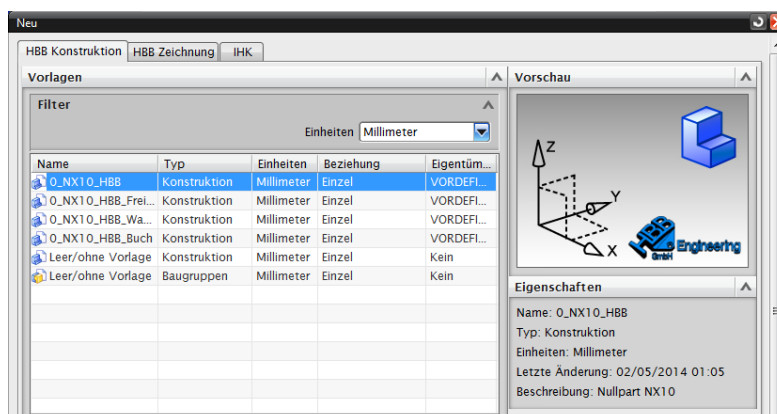 Neu
HBB Konstruktion HBB Zeichnung IHK
Vorlagen
Filter
Einheiten Millimeter
Name Typ Einheiten Beziehung Eigentüm...
0_NX10_HBB Konstruktion Millimeter Einzel VORDEFI...
0_NX10_HBB_Frei... Konstruktion Millimeter Einzel VORDEFI...
0_NX10_HBB_Wa... Konstruktion Millimeter Einzel VORDEFI...
0_NX10_HBB_Buch Konstruktion Millimeter Einzel VORDEFI...
Leer/ohne Vorlage Konstruktion Millimeter Einzel Kein
Leer/ohne Vorlage Baugruppen Millimeter Einzel Kein
Vorschau
Z
Y
X
HBB Engineering
GmbH
Eigenschaften
Name: 0_NX10_HBB
Typ: Konstruktion
Einheiten: Millimeter
Letzte Änderung: 02/05/2014 01:05
Beschreibung: Nullpart NX10